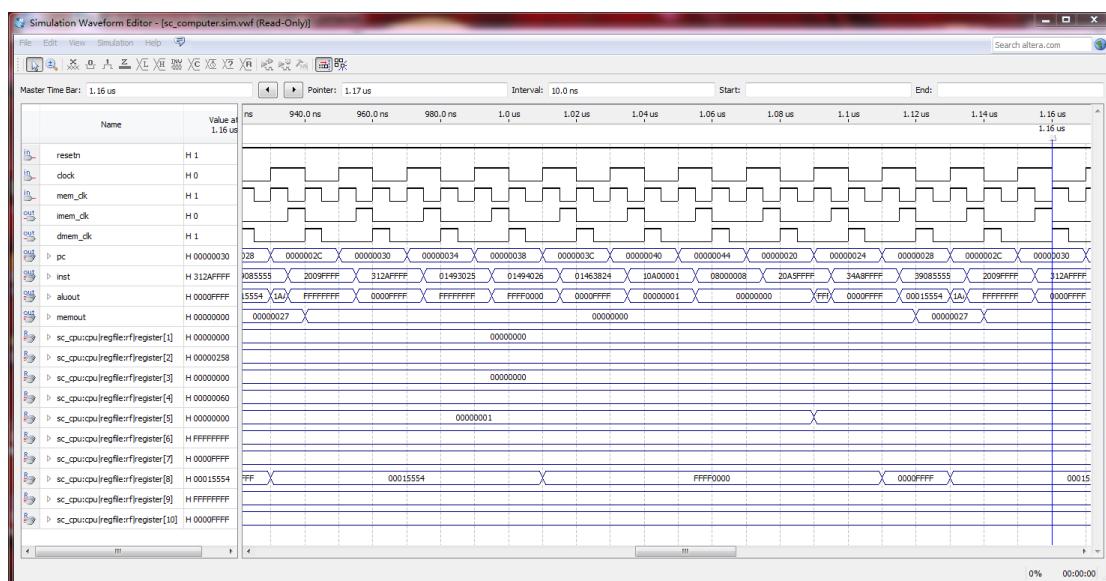 Simulation Waveform Editor - [sc_computer.sim.vwf (Read-Only)]
File Edit View Simulation Help
Search altera.com
Master Time Bar: 1.16 us Pointer: 1.17 us Interval: 10.0 ns Start: End:
Name Value at 1.16 us
ns 940.0 ns 960.0 ns 980.0 ns 1.0 us 1.02 us 1.04 us 1.06 us 1.08 us 1.1 us 1.12 us 1.14 us 1.16 us
1.16 us
resetn H 1
clock H 0
mem_clk H 1
imem_clk H 0
dmem_clk H 1
pc H 00000030 028 0000002C 00000030 00000034 00000038 0000003C 00000040 00000044 00000020 00000024 00000028 0000002C 00000030
inst H 312AFFFF 085555 2009FFFF 312AFFFF 01493025 01494026 01463824 10A00001 08000008 20A5FFFF 34A8FFFF 39085555 2009FFFF 312AFFFF
aluout H 0000FFFF 5554 1A FFFFFFFF 0000FFFF FFFFFFFF FFFF0000 0000FFFF 00000001 00000000 FFF 0000FFFF 00015554 1A FFFFFFFF 0000FFFF
memout H 00000000 00000027 00000000 00000027
sc_cpu:cpu|regfile:rf|register[1] H 00000000 00000000
sc_cpu:cpu|regfile:rf|register[2] H 00000258
sc_cpu:cpu|regfile:rf|register[3] H 00000000 00000000
sc_cpu:cpu|regfile:rf|register[4] H 00000060
sc_cpu:cpu|regfile:rf|register[5] H 00000000 00000001
sc_cpu:cpu|regfile:rf|register[6] H FFFFFFFF
sc_cpu:cpu|regfile:rf|register[7] H 0000FFFF
sc_cpu:cpu|regfile:rf|register[8] H 00015554 FFF 00015554 FFFF0000 0000FFFF 00015
sc_cpu:cpu|regfile:rf|register[9] H FFFFFFFF
sc_cpu:cpu|regfile:rf|register[10] H 0000FFFF
0% 00:00:00